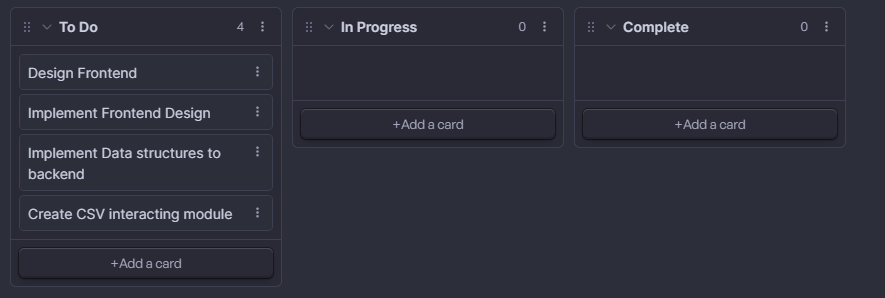 To Do 4
Design Frontend
Implement Frontend Design
Implement Data structures to
backend
Create CSV interacting module
+Add a card
In Progress 0
+Add a card
Complete 0
+Add a card